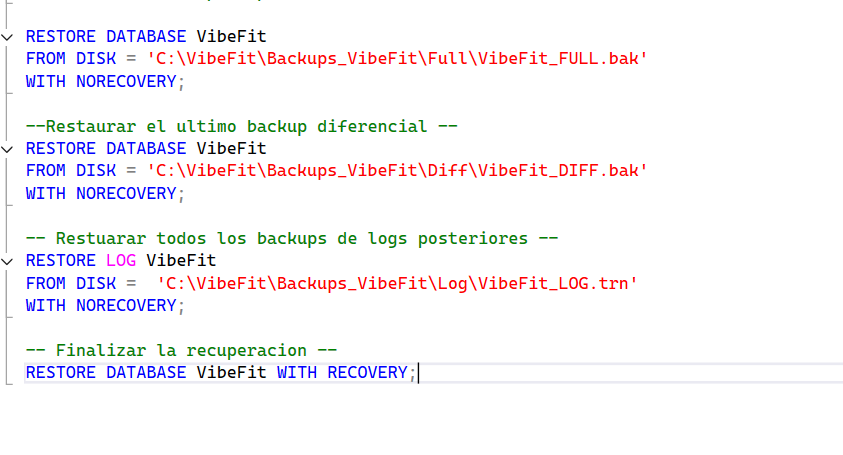 RESTORE DATABASE VibeFit
FROM DISK = 'C:\VibeFit\Backups_VibeFit\Full\VibeFit_FULL.bak'
WITH NORECOVERY;
--Restaurar el ultimo backup diferencial --
RESTORE DATABASE VibeFit
FROM DISK = 'C:\VibeFit\Backups_VibeFit\Diff\VibeFit_DIFF.bak'
WITH NORECOVERY;
-- Restuarar todos los backups de logs posteriores --
RESTORE LOG VibeFit
FROM DISK =  'C:\VibeFit\Backups_VibeFit\Log\VibeFit_LOG.trn'
WITH NORECOVERY;
-- Finalizar la recuperacion --
RESTORE DATABASE VibeFit WITH RECOVERY;